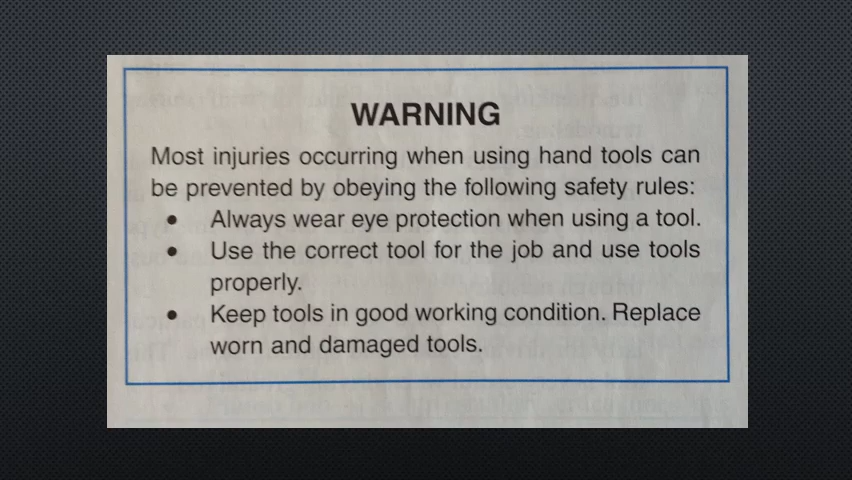 WARNING
Most injuries occurring when using hand tools can
be prevented by obeying the following safety rules:
• Always wear eye protection when using a tool.
• Use the correct tool for the job and use tools
properly.
• Keep tools in good working condition. Replace
worn and damaged tools.